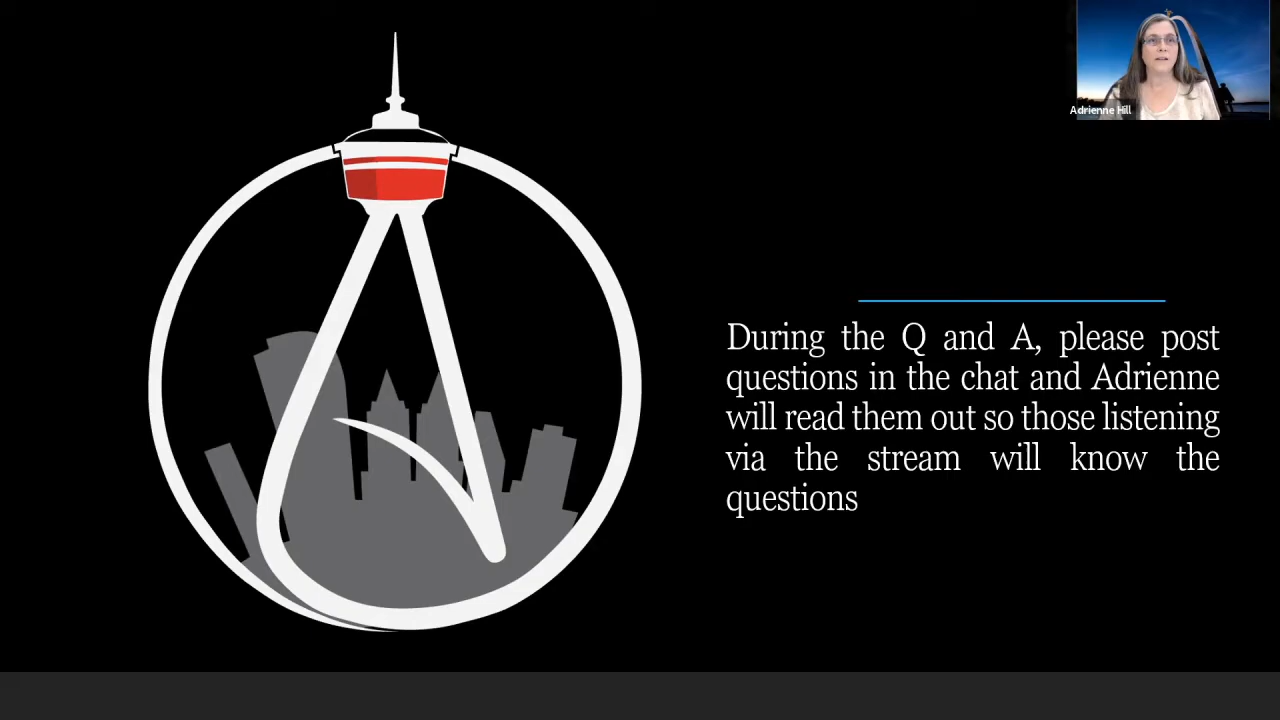 Adrienne Hill
During the Q and A, please post
questions in the chat and Adrienne
will read them out so those listening
via the stream will know the
questions